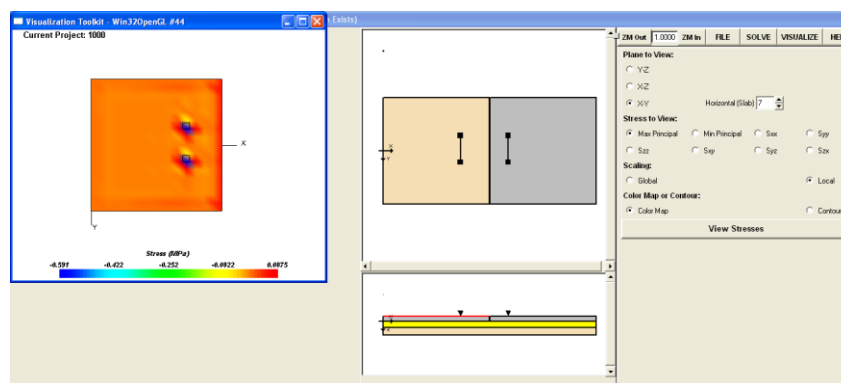 Visualization Toolkit - Win32OpenGL #44
Exists)
Current Project: 1000
X
Y
Stress (MPa)
-0.591 -0.422 -0.252 -0.0822 0.0875
X
Y
ZM Out 1.0000 ZM In FILE SOLVE VISUALIZE HE
Plane to View:
Y-Z
X-Z
X-Y Horizontal (Slab) 7
Stress to View:
Max Principal Min Principal Sxx Syy
Szz Sxy Syz Szx
Scaling:
Global Local
Color Map or Contour:
Color Map Contour
View Stresses